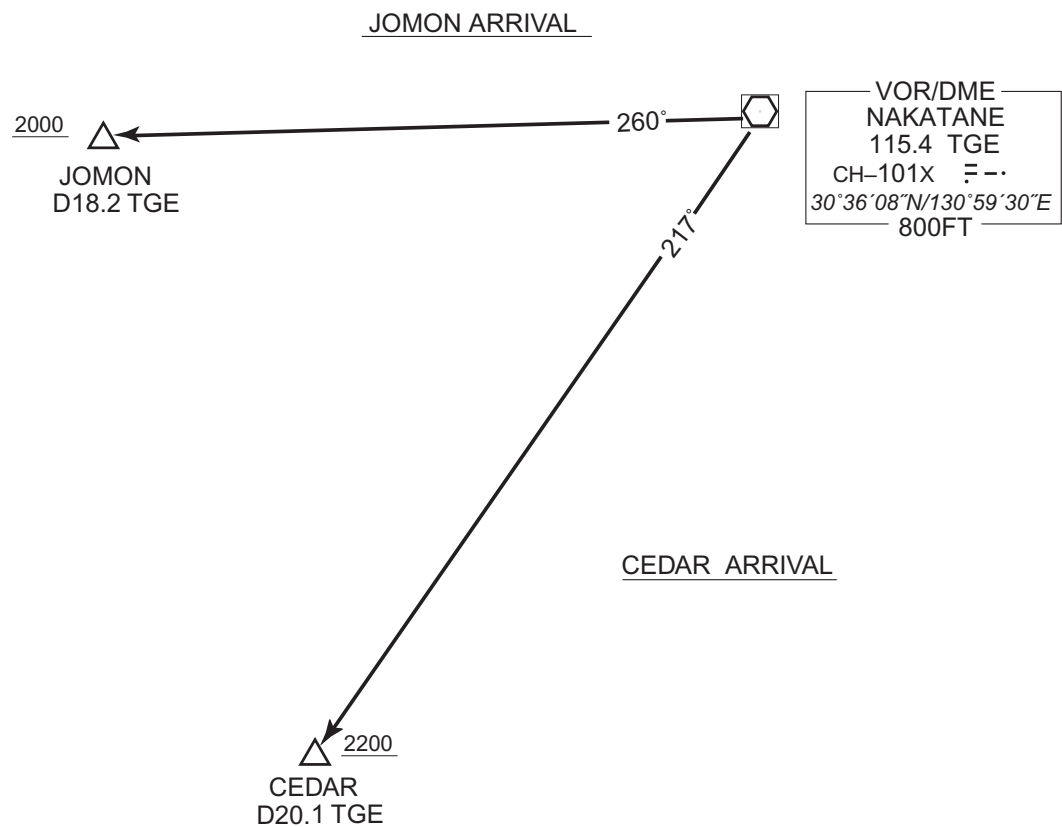 JOMON ARRIVAL
VOR/DME
NAKATANE
115.4 TGE
CH–101X
30°36´08˝N/130°59´30˝E
800FT
2000
260°
JOMON
D18.2 TGE
217°
CEDAR ARRIVAL
2200
CEDAR
D20.1 TGE